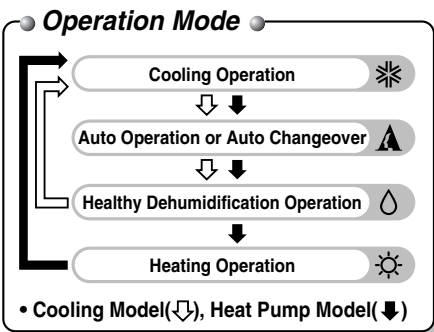 Operation Mode
Cooling Operation
Auto Operation or Auto Changeover
Healthy Dehumidification Operation
Heating Operation
• Cooling Model(⇩), Heat Pump Model(⬇)